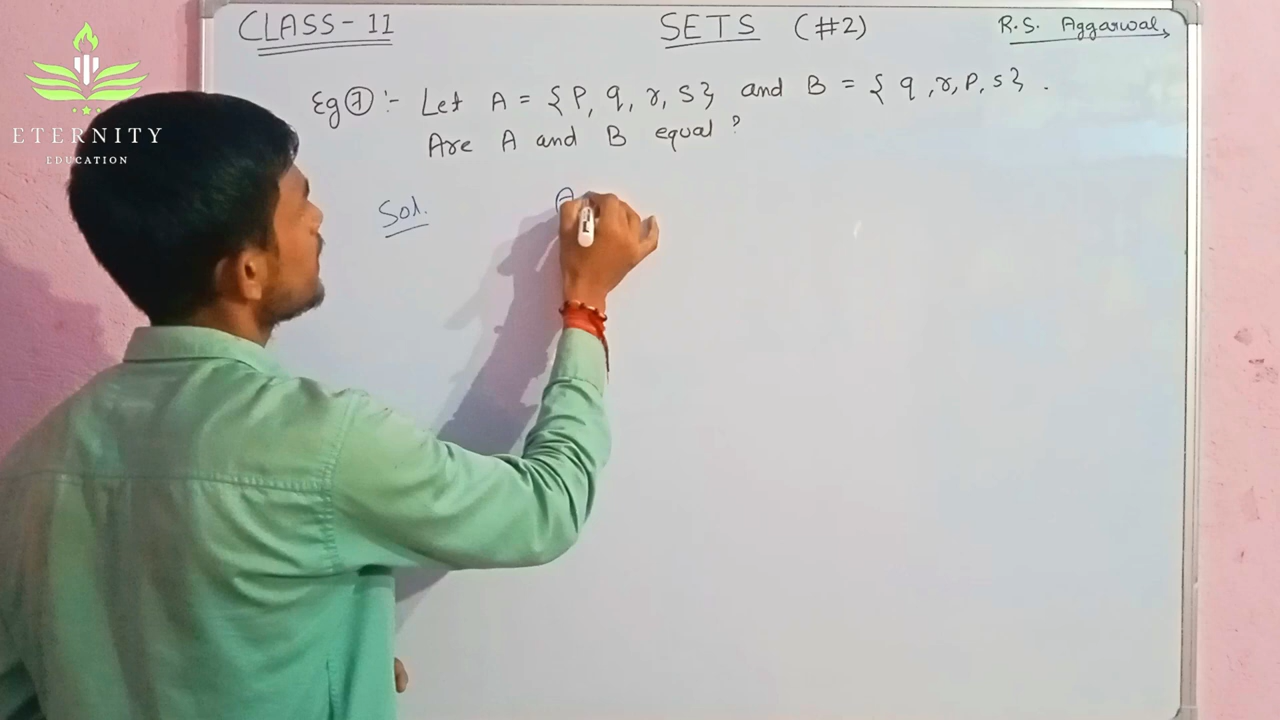 ETERNITY
EDUCATION
CLASS-11 SETS (#2) R.S. Aggarwal
Eg ⑦ :- Let A = {P, q, r, S} and B = { q, r, P, s } .
Are A and B equal ?
Sol. A